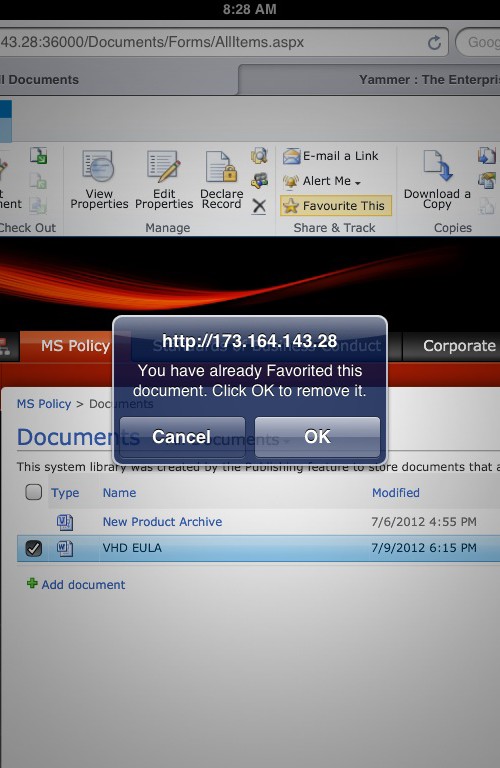 8:28 AM
43.28:36000/Documents/Forms/AllItems.aspx
Goog
ll Documents
Yammer : The Enterpris
View Properties
Edit Properties
Declare Record
E-mail a Link
Alert Me
Favourite This
Download a Copy
Check Out
Manage
Share & Track
Copies
MS Policy
Standards of Business Conduct
Corporate
http://173.164.143.28
You have already Favorited this
document. Click OK to remove it.
Cancel
OK
MS Policy > Documents
Documents
This system library was created by the Publishing feature to store documents that a
Type Name Modified
New Product Archive 7/6/2012 4:55 PM
VHD EULA 7/9/2012 6:15 PM
Add document